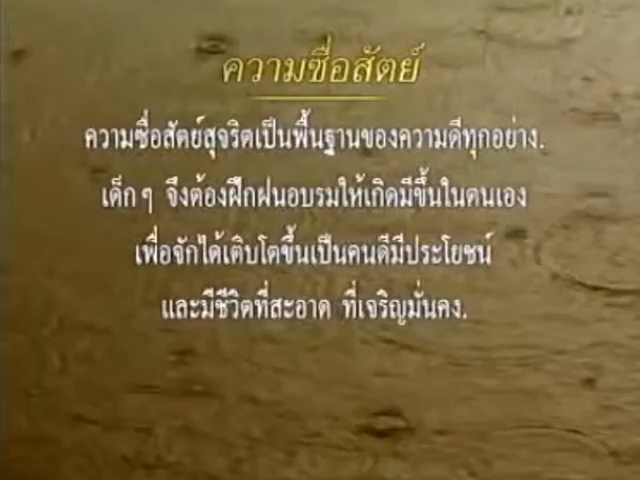 ความซื่อสัตย์
ความซื่อสัตย์สุจริตเป็นพื้นฐานของความดีทุกอย่าง.
เด็กๆ จึงต้องฝึกฝนอบรมให้เกิดมีขึ้นในตนเอง
เพื่อจักได้เติบโตขึ้นเป็นคนดีมีประโยชน์
และมีชีวิตที่สะอาด ที่เจริญมั่นคง.